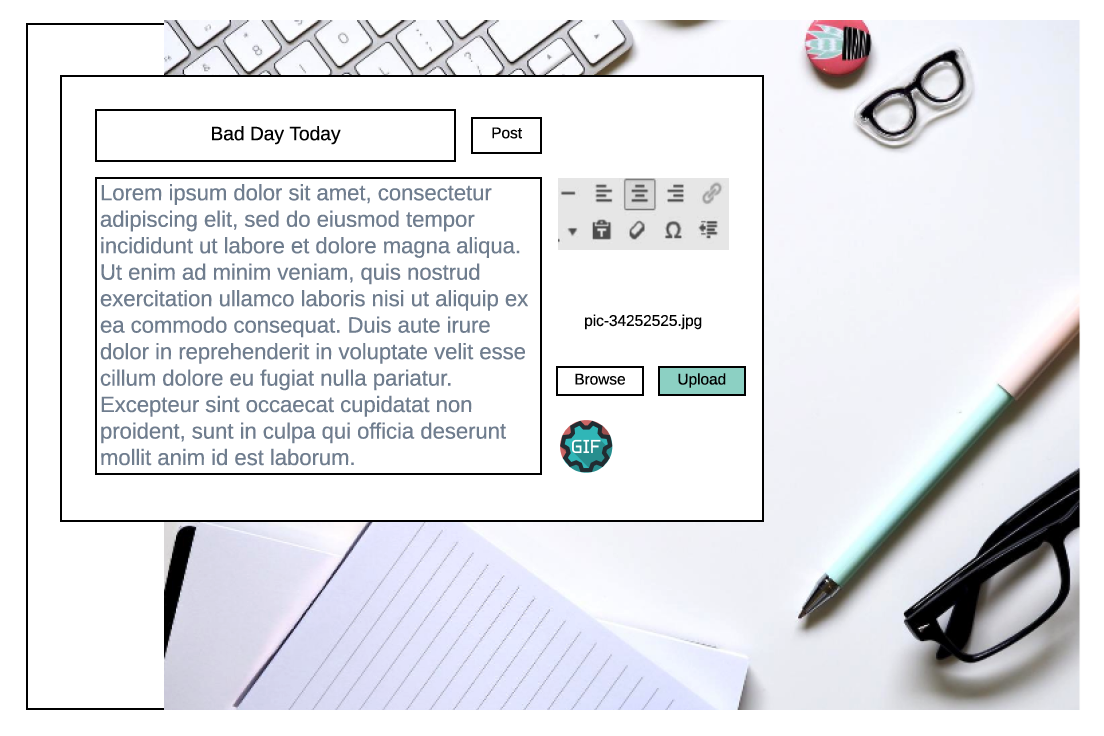 Bad Day Today
Post
Lorem ipsum dolor sit amet, consectetur
adipiscing elit, sed do eiusmod tempor
incididunt ut labore et dolore magna aliqua.
Ut enim ad minim veniam, quis nostrud
exercitation ullamco laboris nisi ut aliquip ex
ea commodo consequat. Duis aute irure
dolor in reprehenderit in voluptate velit esse
cillum dolore eu fugiat nulla pariatur.
Excepteur sint occaecat cupidatat non
proident, sunt in culpa qui officia deserunt
mollit anim id est laborum.
Ω
pic-34252525.jpg
Browse
Upload
GIF